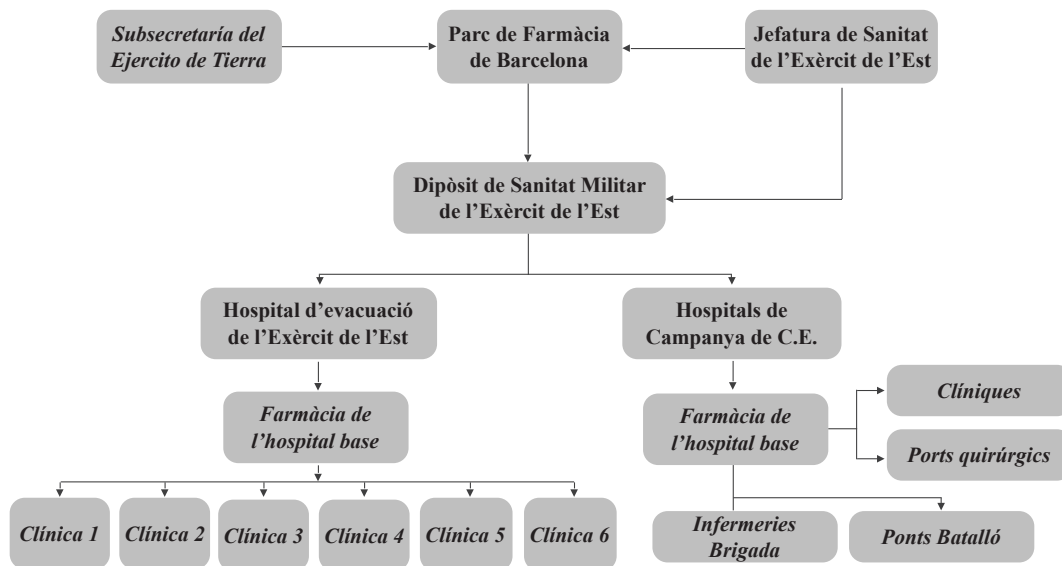 Subsecretaría del
Ejercito de Tierra
Parc de Farmàcia
de Barcelona
Jefatura de Sanitat
de l’Exèrcit de l’Est
Dipòsit de Sanitat Militar
de l’Exèrcit de l’Est
Hospital d’evacuació
de l’Exèrcit de l’Est
Hospitals de
Campanya de C.E.
Farmàcia de
l’hospital base
Farmàcia de
l’hospital base
Clíniques
Ports quirúrgics
Clínica 1
Clínica 2
Clínica 3
Clínica 4
Clínica 5
Clínica 6
Infermeries
Brigada
Ponts Batalló